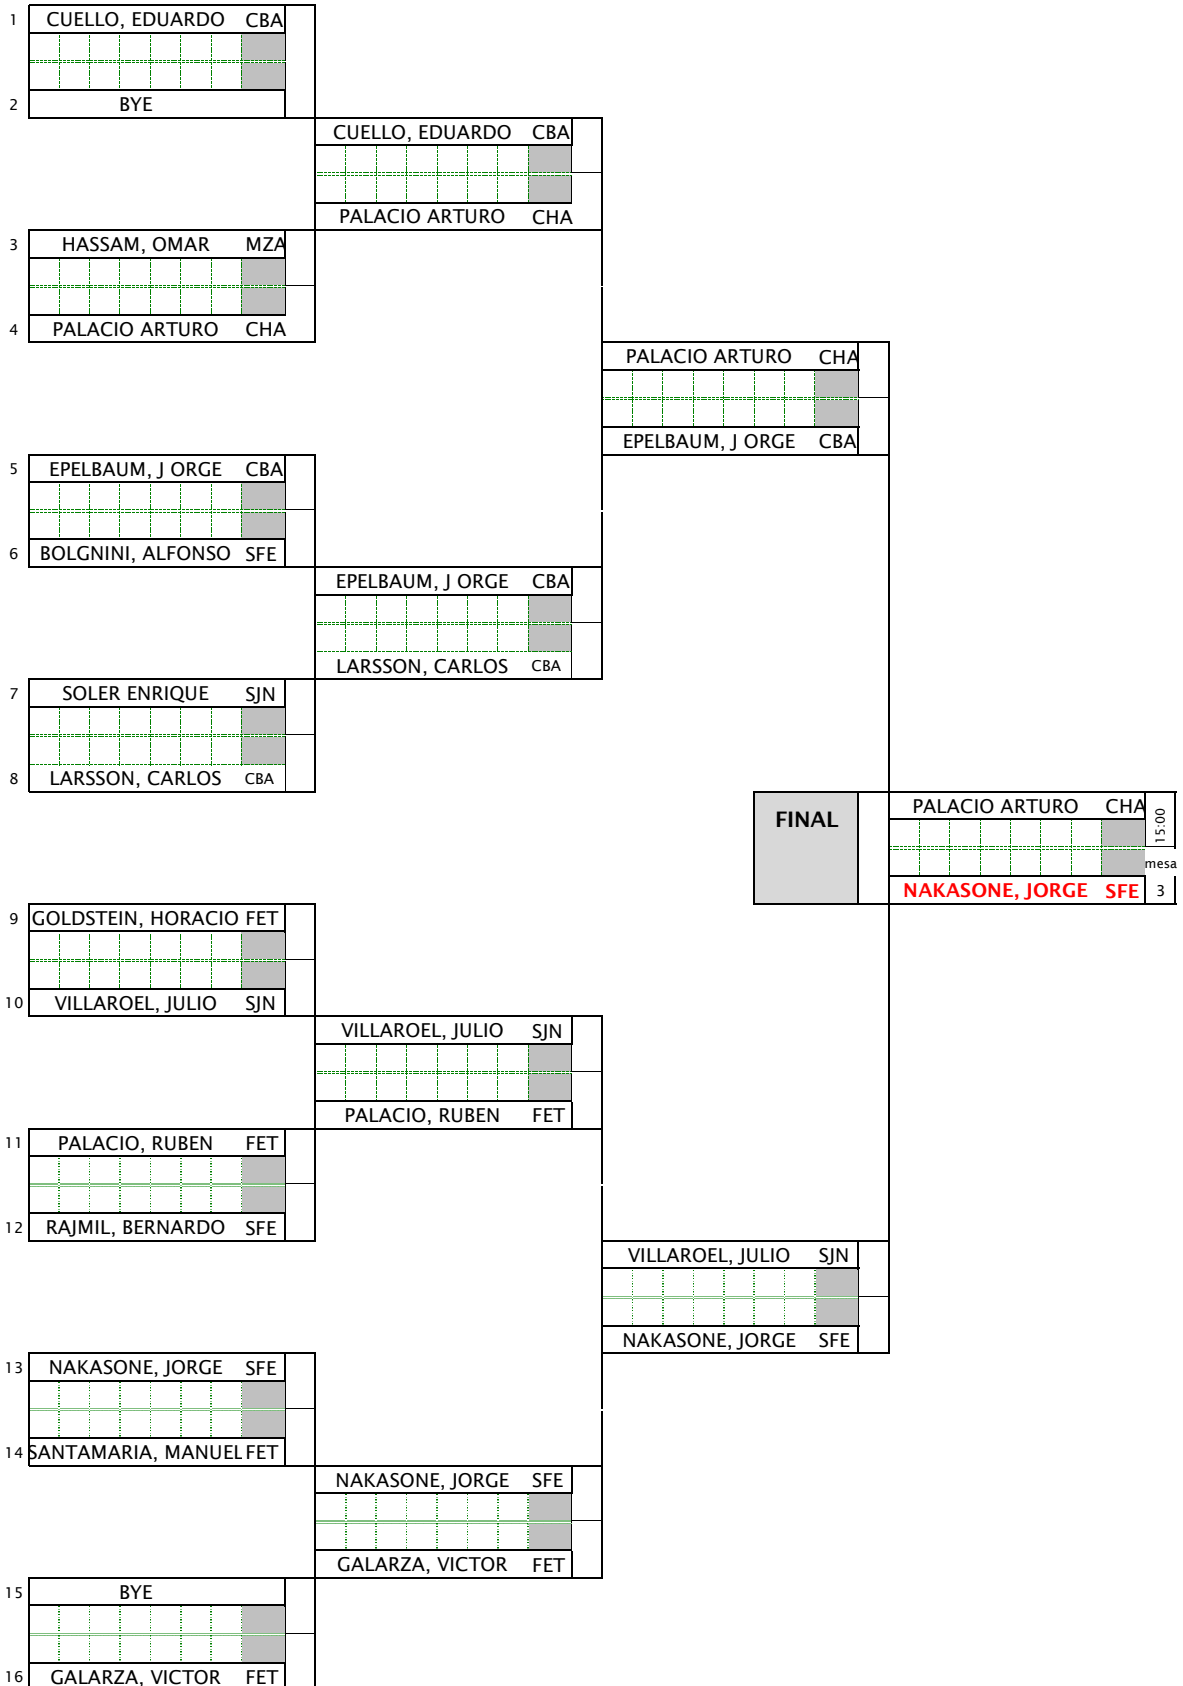 1 CUELLO, EDUARDO CBA
2 BYE
CUELLO, EDUARDO CBA
PALACIO ARTURO CHA
3 HASSAM, OMAR MZA
4 PALACIO ARTURO CHA
PALACIO ARTURO CHA
EPELBAUM, J ORGE CBA
5 EPELBAUM, J ORGE CBA
6 BOLGNINI, ALFONSO SFE
EPELBAUM, J ORGE CBA
LARSSON, CARLOS CBA
7 SOLER ENRIQUE SJN
8 LARSSON, CARLOS CBA
FINAL
PALACIO ARTURO CHA
15:00
mesa
NAKASONE, JORGE SFE 3
9 GOLDSTEIN, HORACIO FET
10 VILLAROEL, JULIO SJN
VILLAROEL, JULIO SJN
PALACIO, RUBEN FET
11 PALACIO, RUBEN FET
12 RAJMIL, BERNARDO SFE
VILLAROEL, JULIO SJN
NAKASONE, JORGE SFE
13 NAKASONE, JORGE SFE
14 SANTAMARIA, MANUEL FET
NAKASONE, JORGE SFE
GALARZA, VICTOR FET
15 BYE
16 GALARZA, VICTOR FET